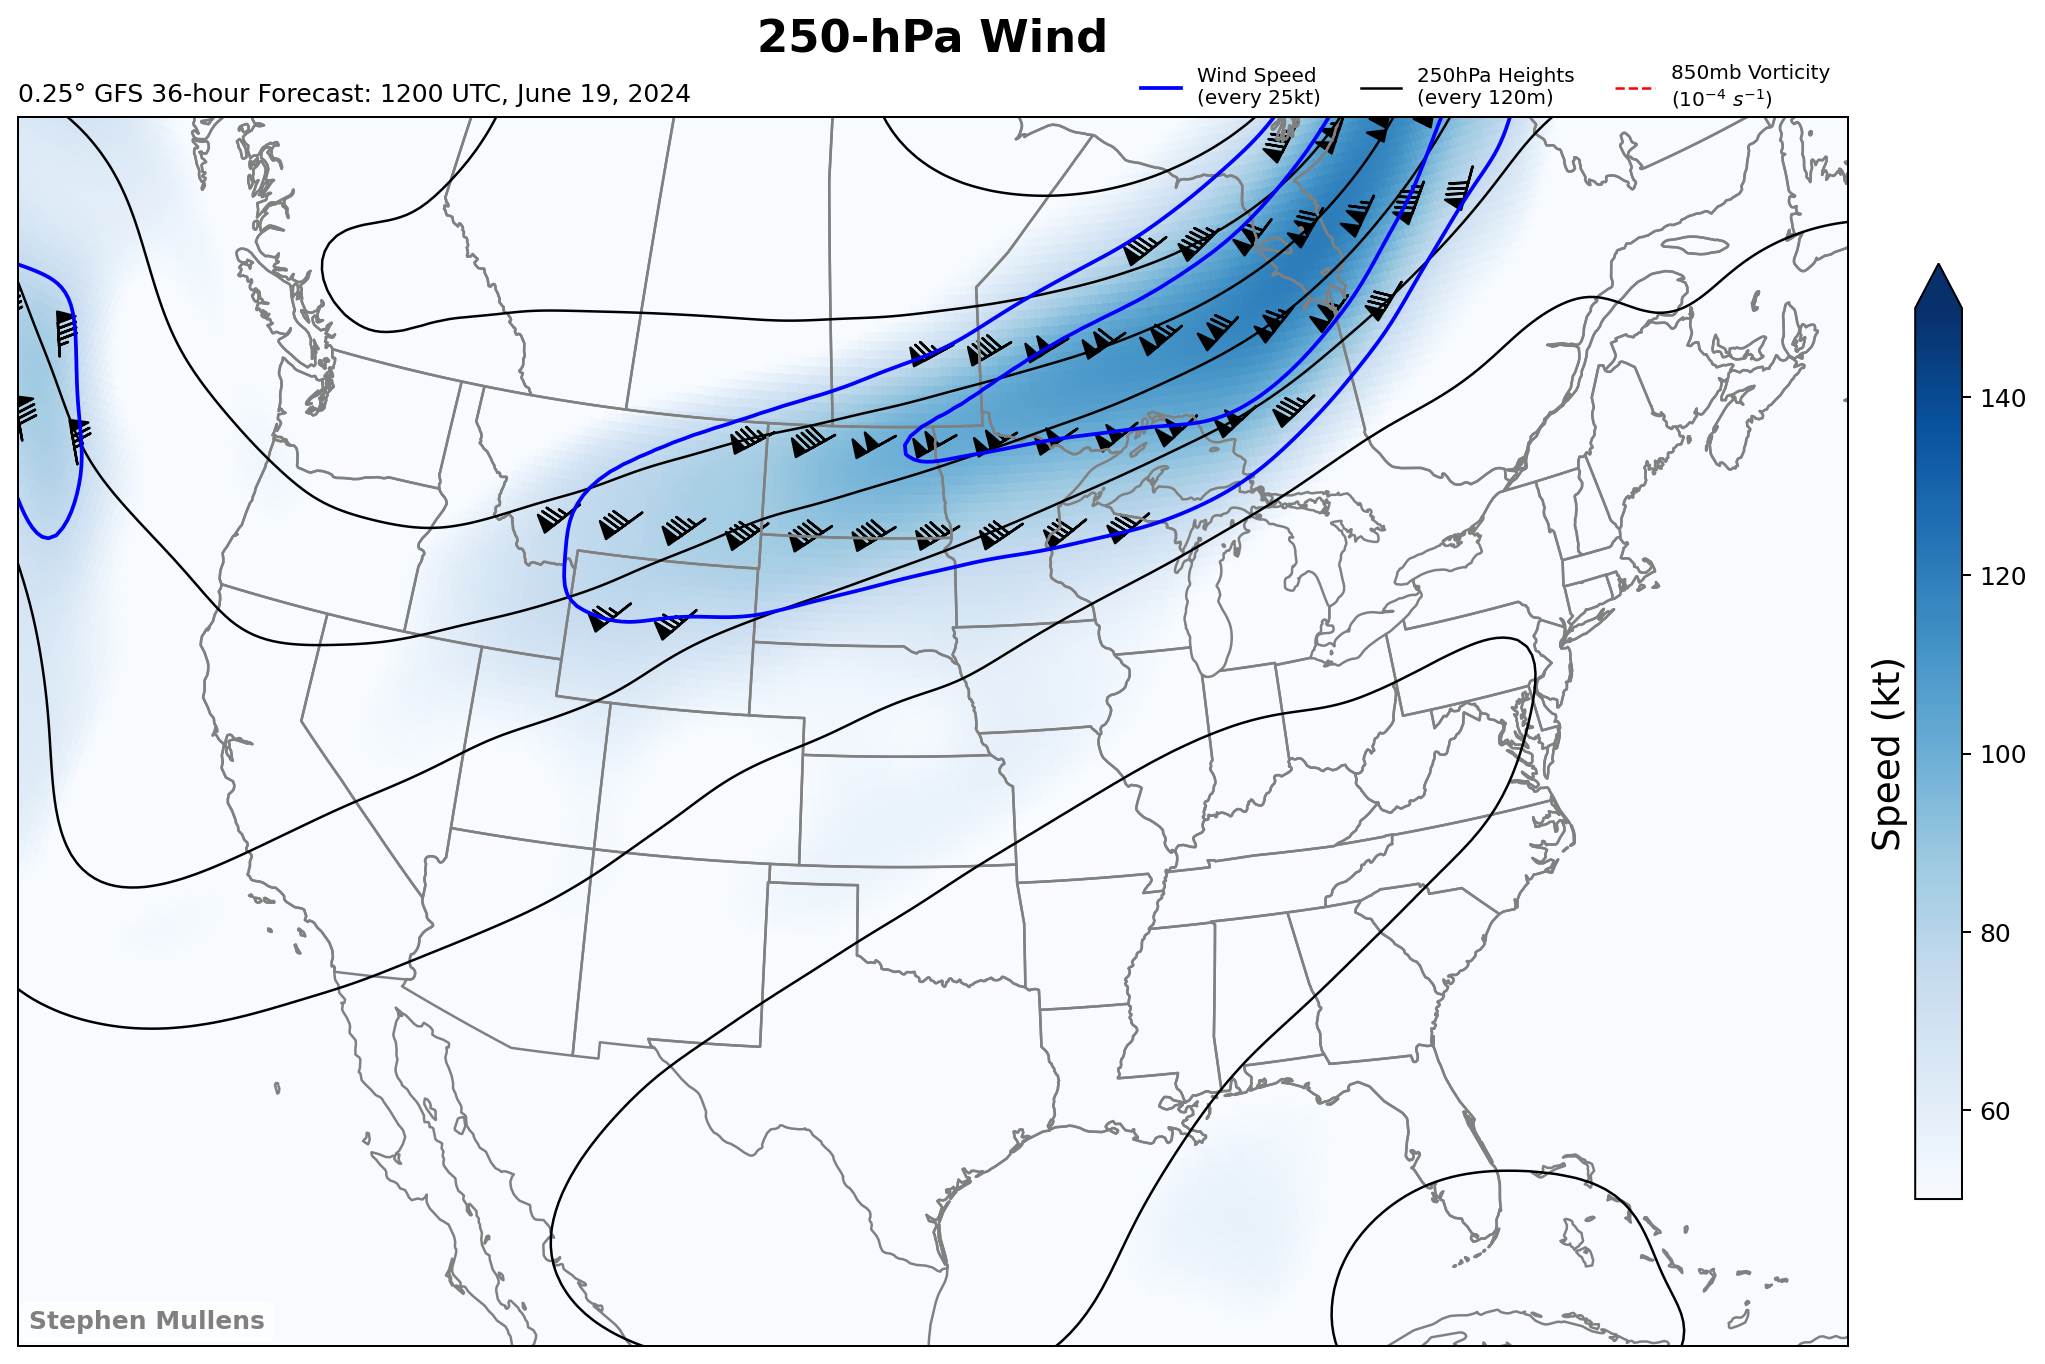 250-hPa Wind
0.25° GFS 36-hour Forecast: 1200 UTC, June 19, 2024
Wind Speed
(every 25kt)
250hPa Heights
(every 120m)
850mb Vorticity
(10⁻⁴ s⁻¹)
140
120
100
80
60
Speed (kt)
Stephen Mullens